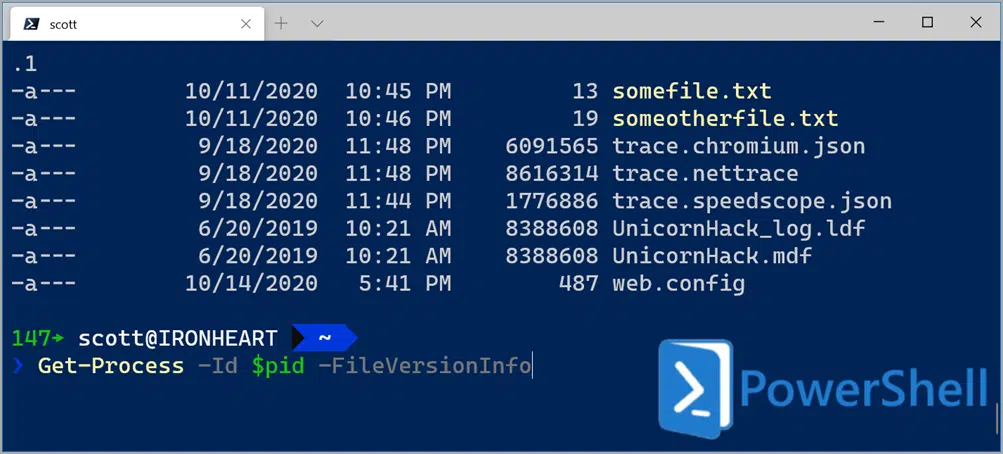 scott
.1
-a--- 10/11/2020 10:45 PM 13 somefile.txt
-a--- 10/11/2020 10:46 PM 19 someotherfile.txt
-a--- 9/18/2020 11:48 PM 6091565 trace.chromium.json
-a--- 9/18/2020 11:48 PM 8616314 trace.nettrace
-a--- 9/18/2020 11:44 PM 1776886 trace.speedscope.json
-a--- 6/20/2019 10:21 AM 8388608 UnicornHack_log.ldf
-a--- 6/20/2019 10:21 AM 8388608 UnicornHack.mdf
-a--- 10/14/2020 5:41 PM 487 web.config
147→ scott@IRONHEART ~
❯ Get-Process -Id $pid -FileVersionInfo
PowerShell